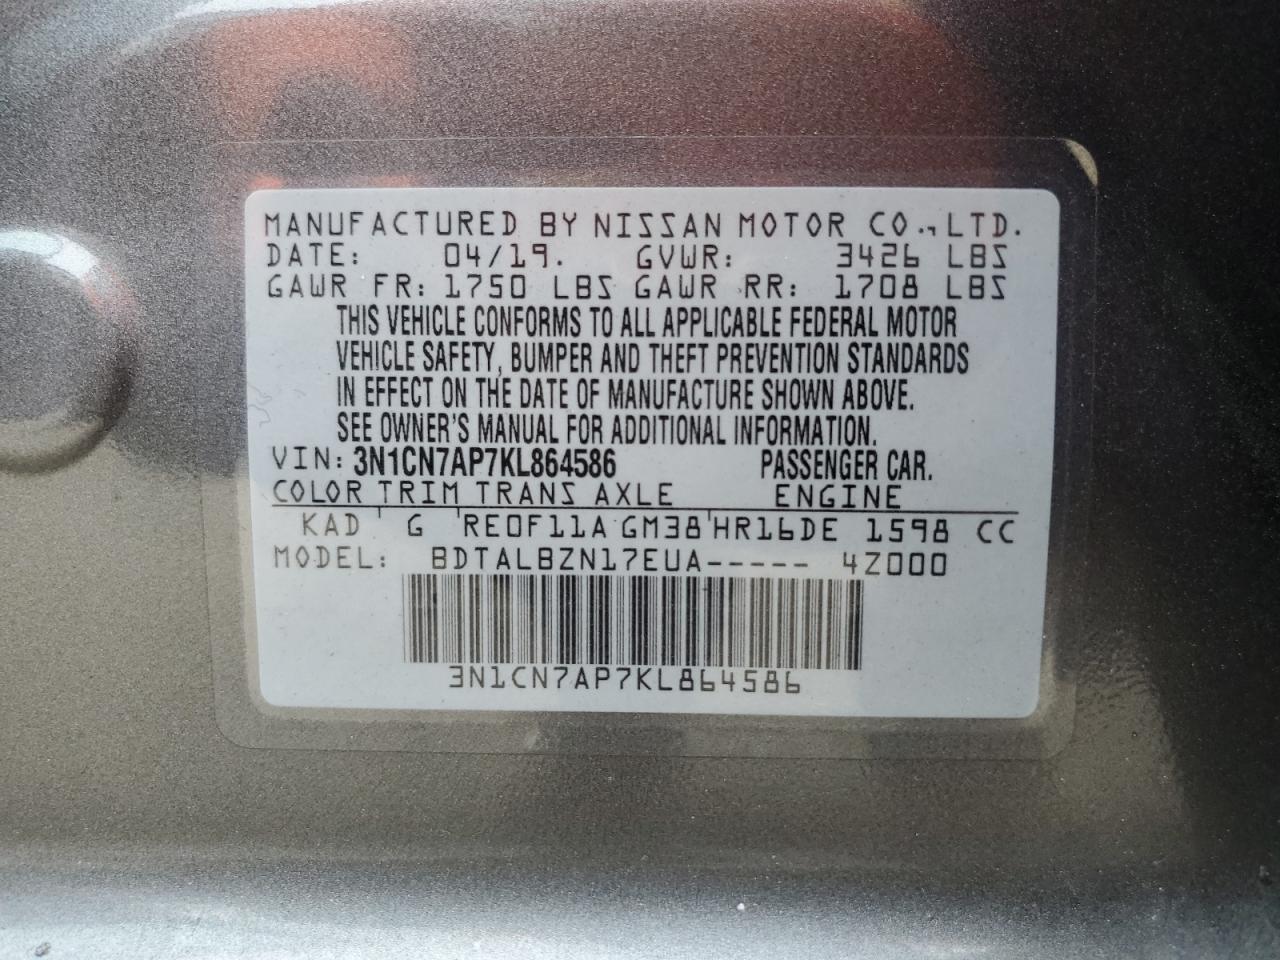 MANUFACTURED BY NISSAN MOTOR CO., LTD.
DATE: 04/19. GVWR: 3426 LBS
GAWR FR: 1750 LBS GAWR RR: 1708 LBS
THIS VEHICLE CONFORMS TO ALL APPLICABLE FEDERAL MOTOR
VEHICLE SAFETY, BUMPER AND THEFT PREVENTION STANDARDS
IN EFFECT ON THE DATE OF MANUFACTURE SHOWN ABOVE.
SEE OWNER'S MANUAL FOR ADDITIONAL INFORMATION.
VIN: 3N1CN7AP7KL864586 PASSENGER CAR.
COLOR TRIM TRANS AXLE ENGINE
KAD G RE0F11A GM38 HR16DE 1598 CC
MODEL: BDTALBZN17EUA----- 4Z000
3N1CN7AP7KL864586